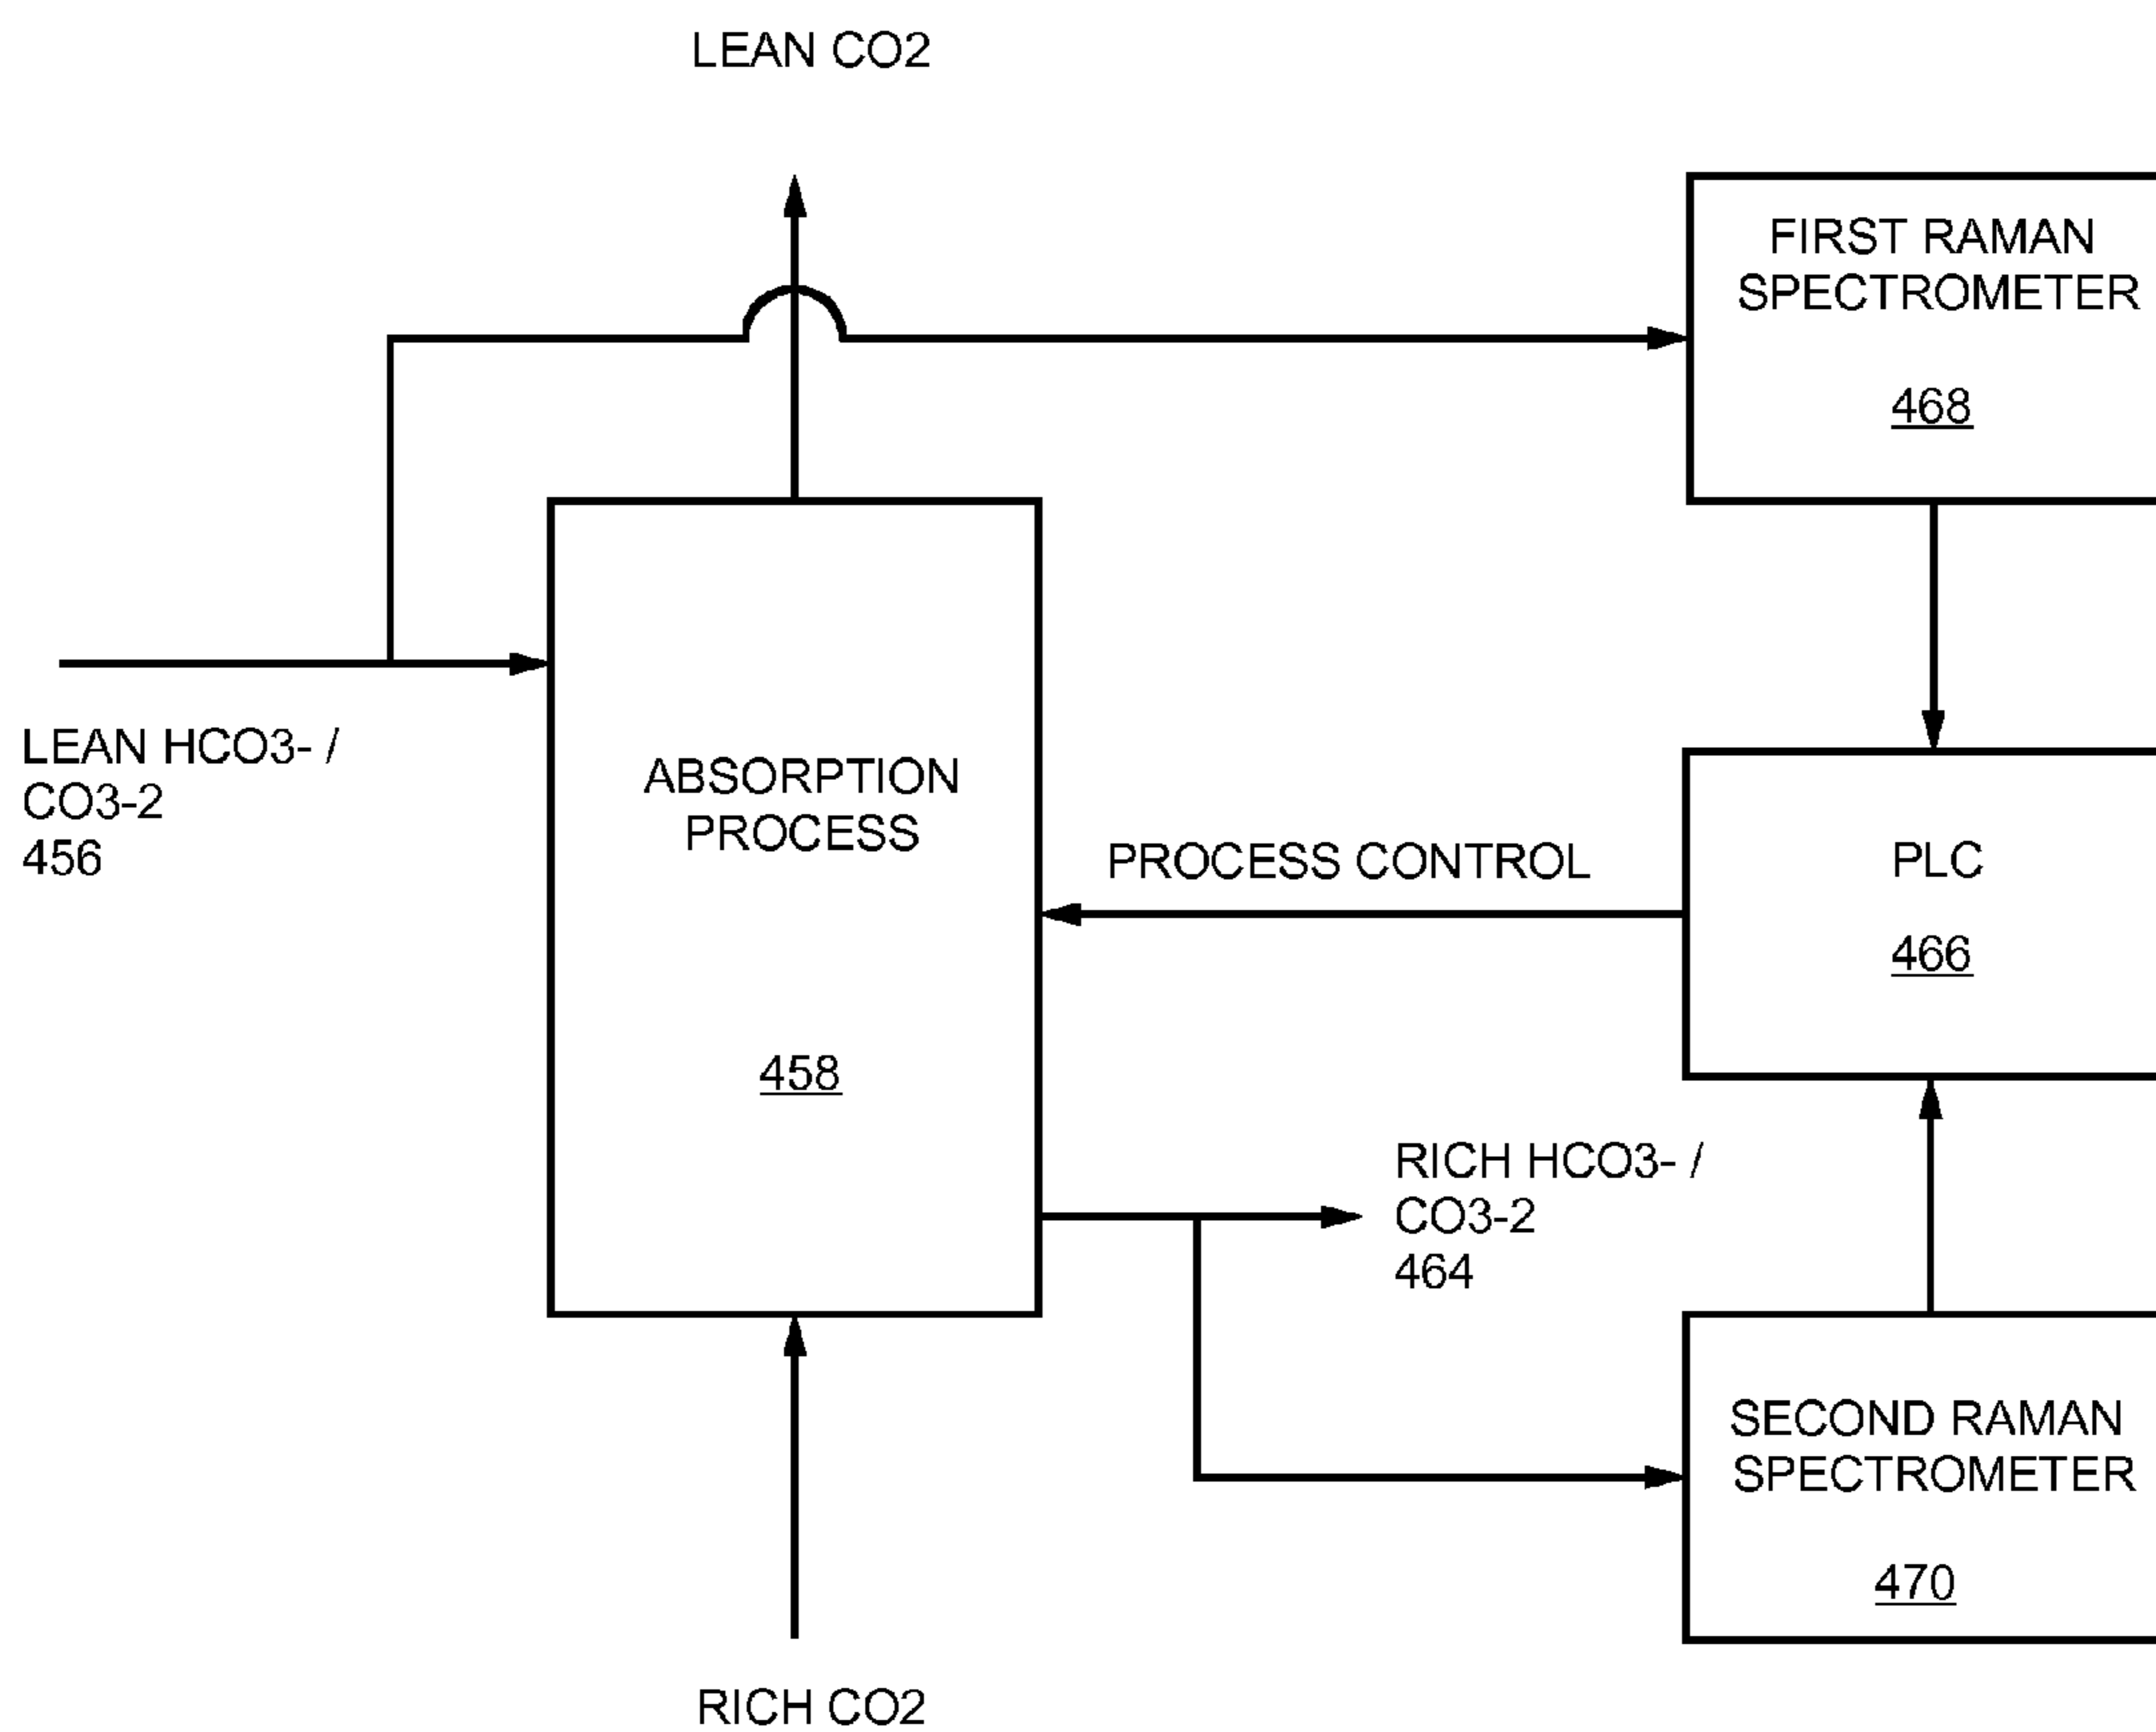 LEAN CO2
FIRST RAMAN
SPECTROMETER
468
LEAN HCO3- /
CO3-2
456
ABSORPTION
PROCESS
458
PROCESS CONTROL
PLC
466
RICH HCO3- /
CO3-2
464
SECOND RAMAN
SPECTROMETER
470
RICH CO2